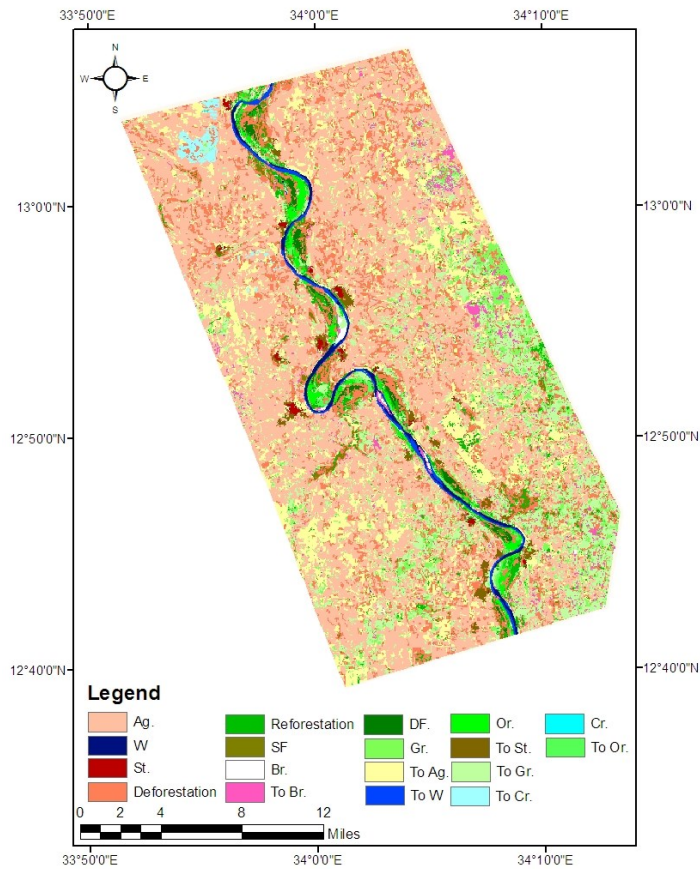 33°50'0"E 34°0'0"E 34°10'0"E
N
W E
S
13°0'0"N 13°0'0"N
12°50'0"N 12°50'0"N
12°40'0"N 12°40'0"N
Legend
Ag. Reforestation DF. Or. Cr.
W SF Gr. To St. To Or.
St. Br. To Ag. To Gr.
Deforestation To Br. To W To Cr.
0 2 4 8 12
Miles
33°50'0"E 34°0'0"E 34°10'0"E